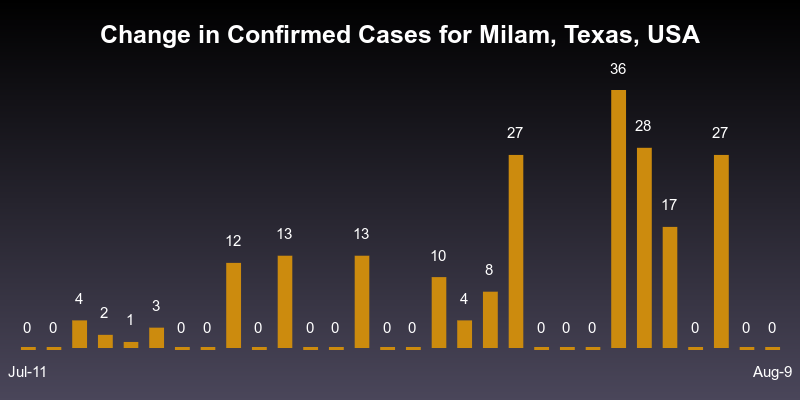 Change in Confirmed Cases for Milam, Texas, USA
0 0 4 2 1 3 0 0 12 0 13 0 0 13 0 0 10 4 8 27 0 0 0 36 28 17 0 27 0 0
Jul-11 Aug-9